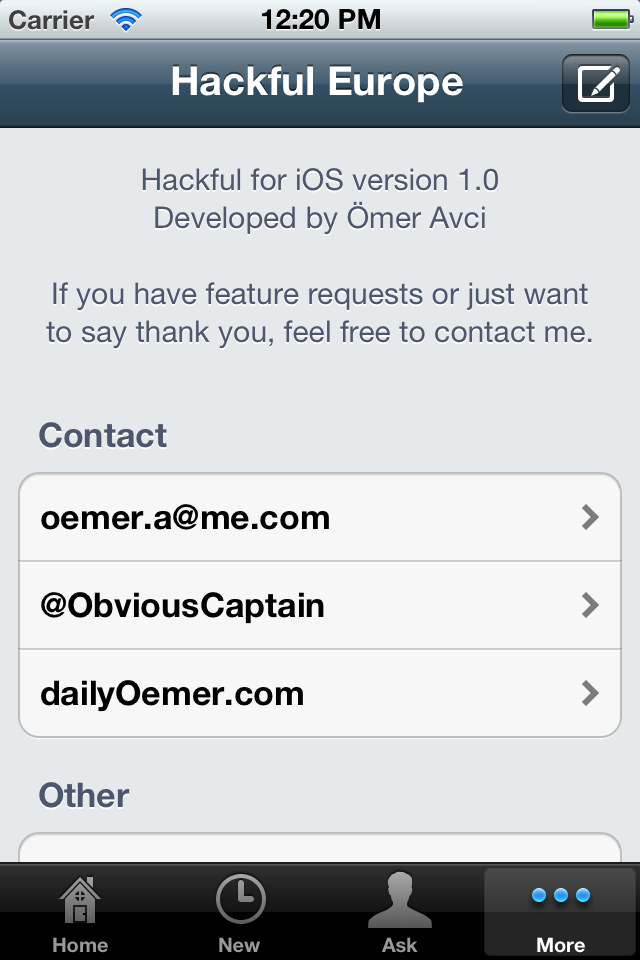 Carrier 12:20 PM
Hackful Europe
Hackful for iOS version 1.0
Developed by Ömer Avci
If you have feature requests or just want
to say thank you, feel free to contact me.
Contact
oemer.a@me.com
@ObviousCaptain
dailyOemer.com
Other
Home New Ask More